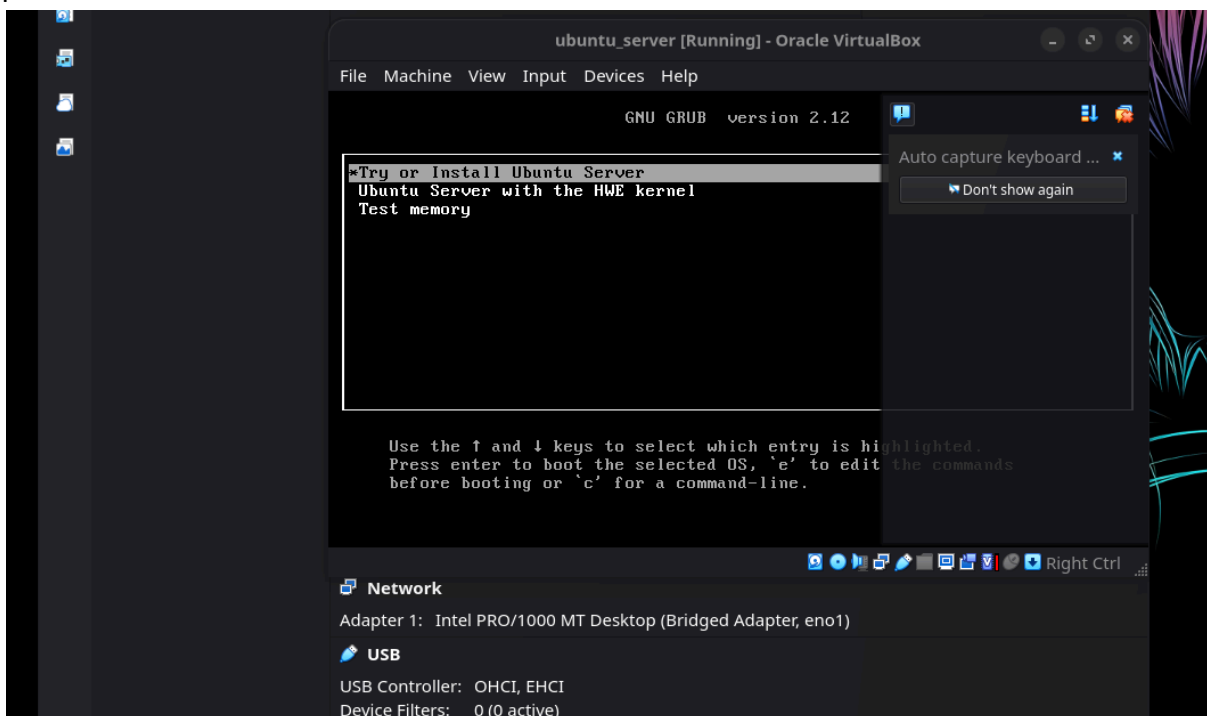 ubuntu_server [Running] - Oracle VirtualBox
File Machine View Input Devices Help
GNU GRUB version 2.12
Auto capture keyboard ...
Don't show again
*Try or Install Ubuntu Server
Ubuntu Server with the HWE kernel
Test memory
Use the ↑ and ↓ keys to select which entry is highlighted.
Press enter to boot the selected OS, `e' to edit the commands
before booting or `c' for a command-line.
Right Ctrl
Network
Adapter 1: Intel PRO/1000 MT Desktop (Bridged Adapter, eno1)
USB
USB Controller: OHCI, EHCI
Device Filters: 0 (0 active)